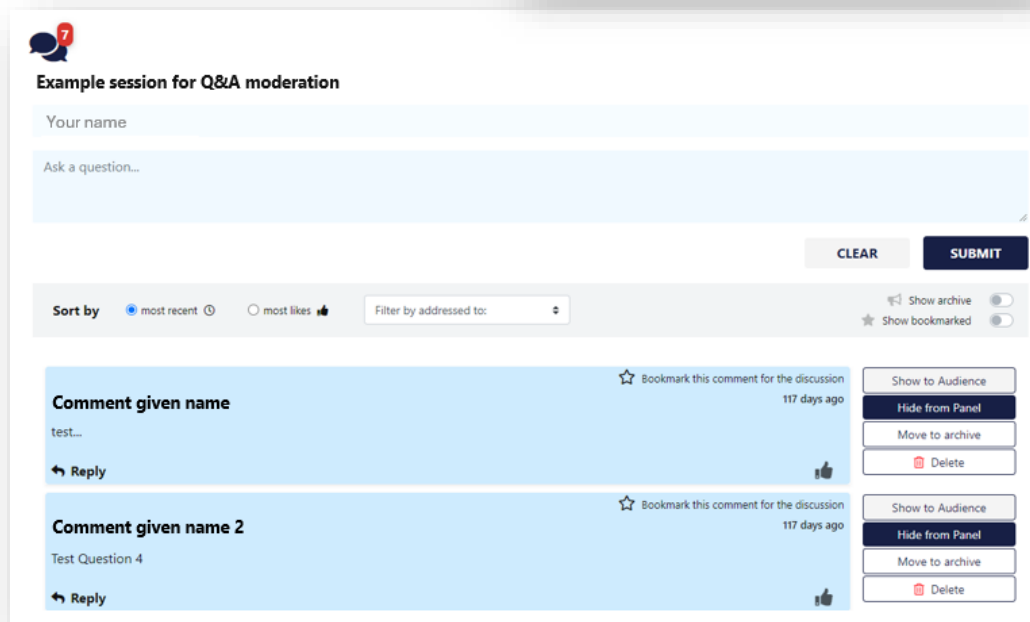 7
Example session for Q&A moderation
Your name
Ask a question...
CLEAR SUBMIT
Sort by most recent most likes Filter by addressed to: Show archive
Show bookmarked
Bookmark this comment for the discussion
117 days ago
Comment given name
test...
Reply
Show to Audience
Hide from Panel
Move to archive
Delete
Bookmark this comment for the discussion
117 days ago
Comment given name 2
Test Question 4
Reply
Show to Audience
Hide from Panel
Move to archive
Delete